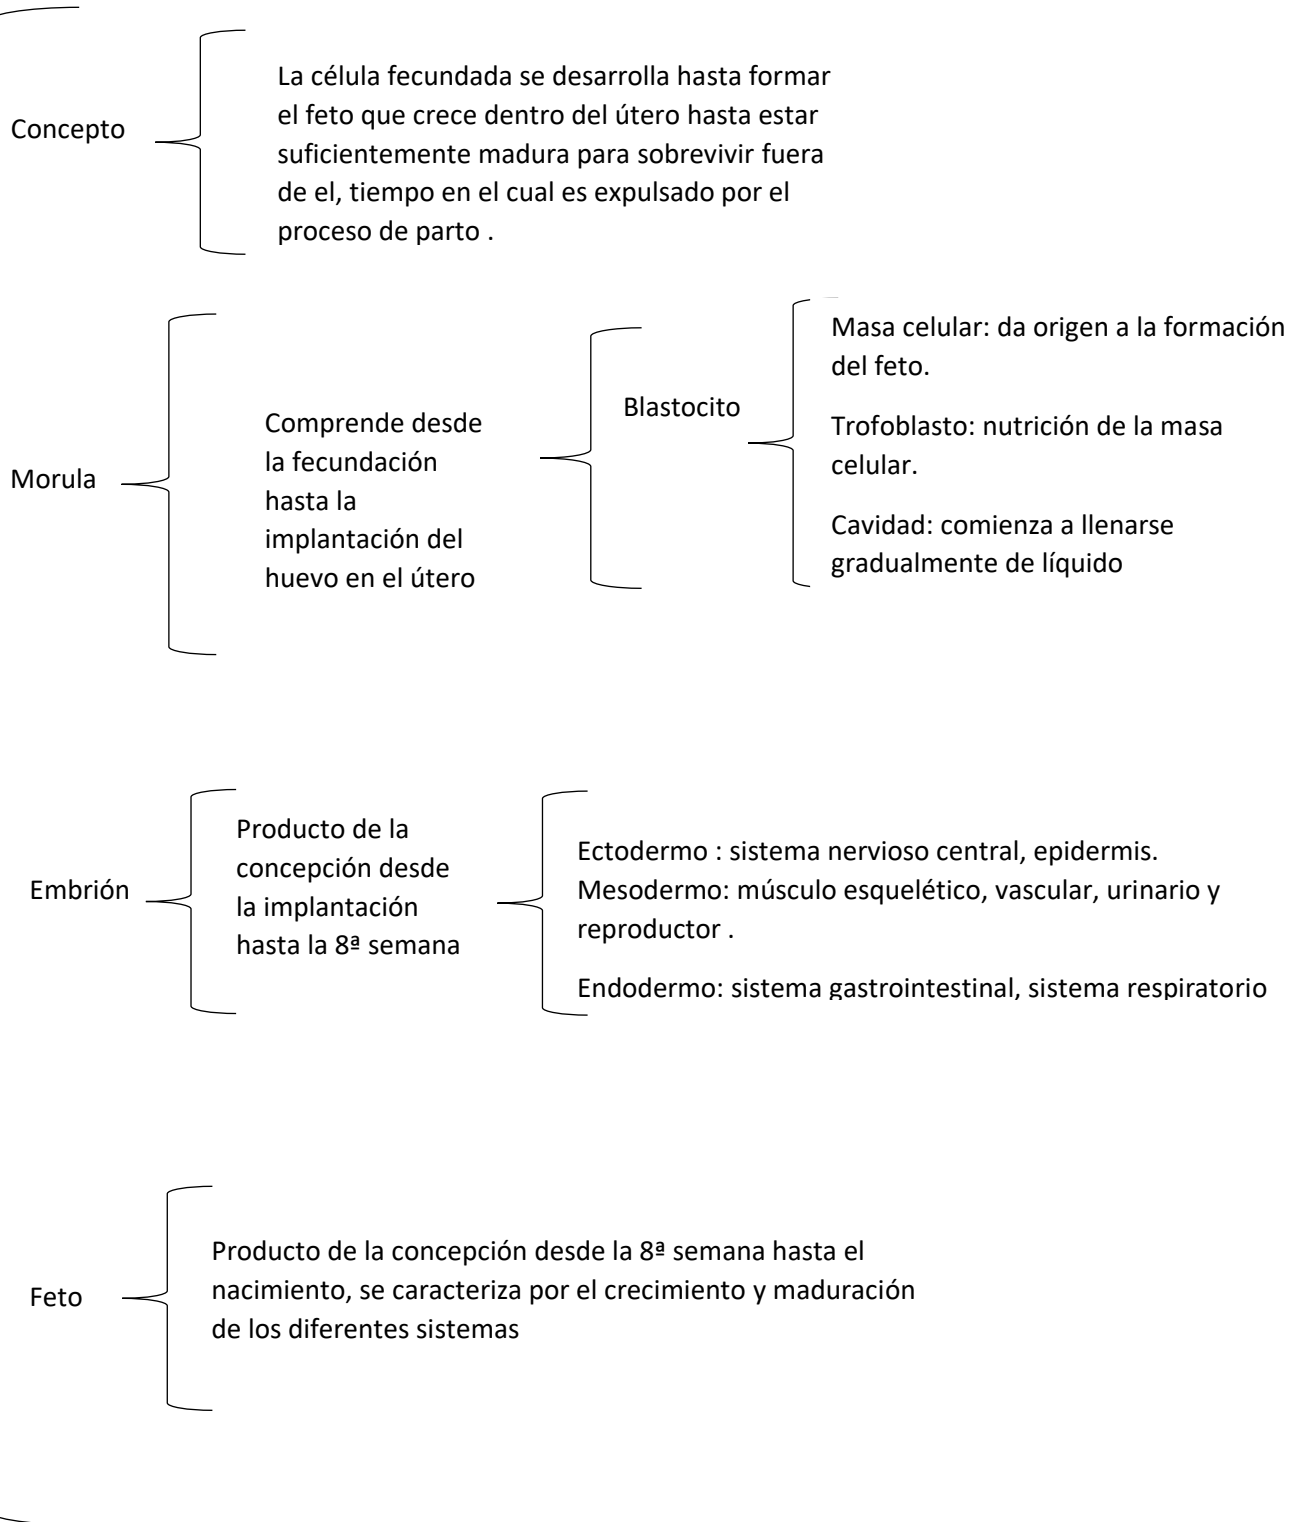 Concepto
La célula fecundada se desarrolla hasta formar
el feto que crece dentro del útero hasta estar
suficientemente madura para sobrevivir fuera
de el, tiempo en el cual es expulsado por el
proceso de parto .
Morula
Comprende desde
la fecundación
hasta la
implantación del
huevo en el útero
Blastocito
Masa celular: da origen a la formación
del feto.
Trofoblasto: nutrición de la masa
celular.
Cavidad: comienza a llenarse
gradualmente de líquido
Embrión
Producto de la
concepción desde
la implantación
hasta la 8ª semana
Ectodermo : sistema nervioso central, epidermis.
Mesodermo: músculo esquelético, vascular, urinario y
reproductor .
Endodermo: sistema gastrointestinal, sistema respiratorio
Feto
Producto de la concepción desde la 8ª semana hasta el
nacimiento, se caracteriza por el crecimiento y maduración
de los diferentes sistemas